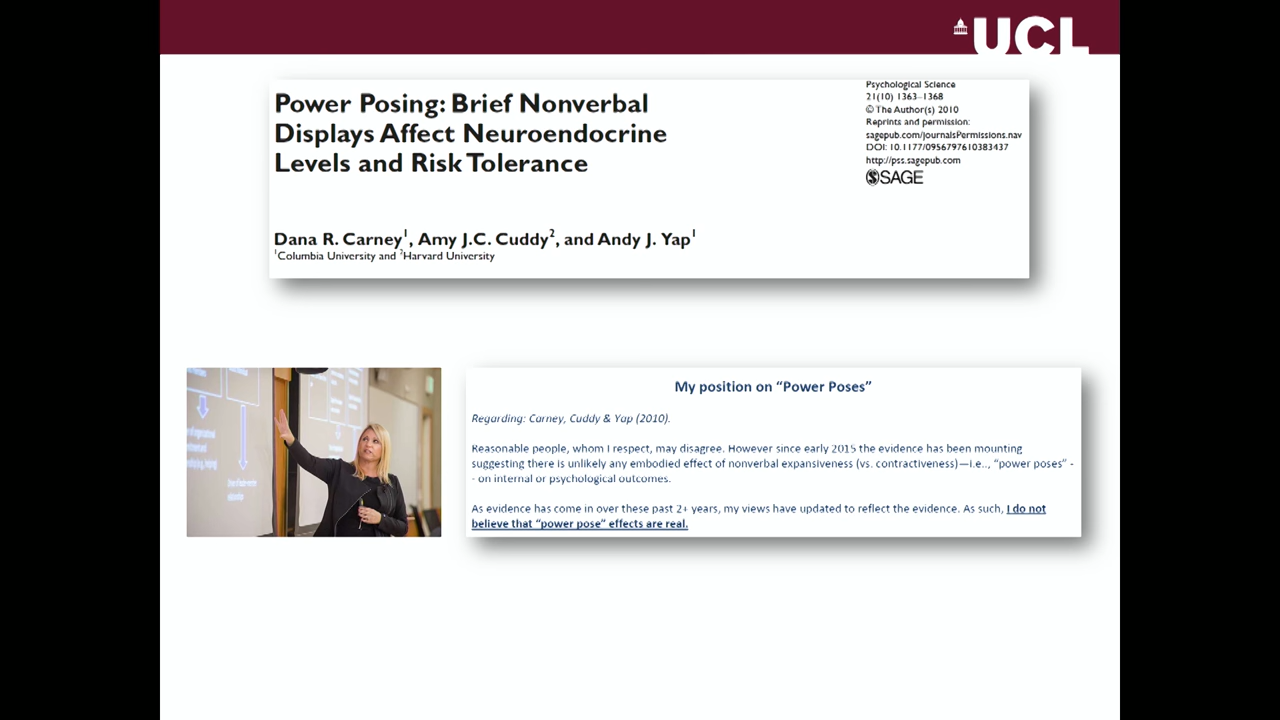 UCL
Power Posing: Brief Nonverbal
Displays Affect Neuroendocrine
Levels and Risk Tolerance
Psychological Science
21(10) 1363–1368
© The Author(s) 2010
Reprints and permission:
sagepub.com/journalsPermissions.nav
DOI: 10.1177/0956797610383437
http://pss.sagepub.com
SAGE
Dana R. Carney1, Amy J.C. Cuddy2, and Andy J. Yap1
1Columbia University and 2Harvard University
My position on “Power Poses”
Regarding: Carney, Cuddy & Yap (2010).
Reasonable people, whom I respect, may disagree. However since early 2015 the evidence has been mounting
suggesting there is unlikely any embodied effect of nonverbal expansiveness (vs. contractiveness)—i.e.., “power poses” -
- on internal or psychological outcomes.
As evidence has come in over these past 2+ years, my views have updated to reflect the evidence. As such, I do not
believe that “power pose” effects are real.